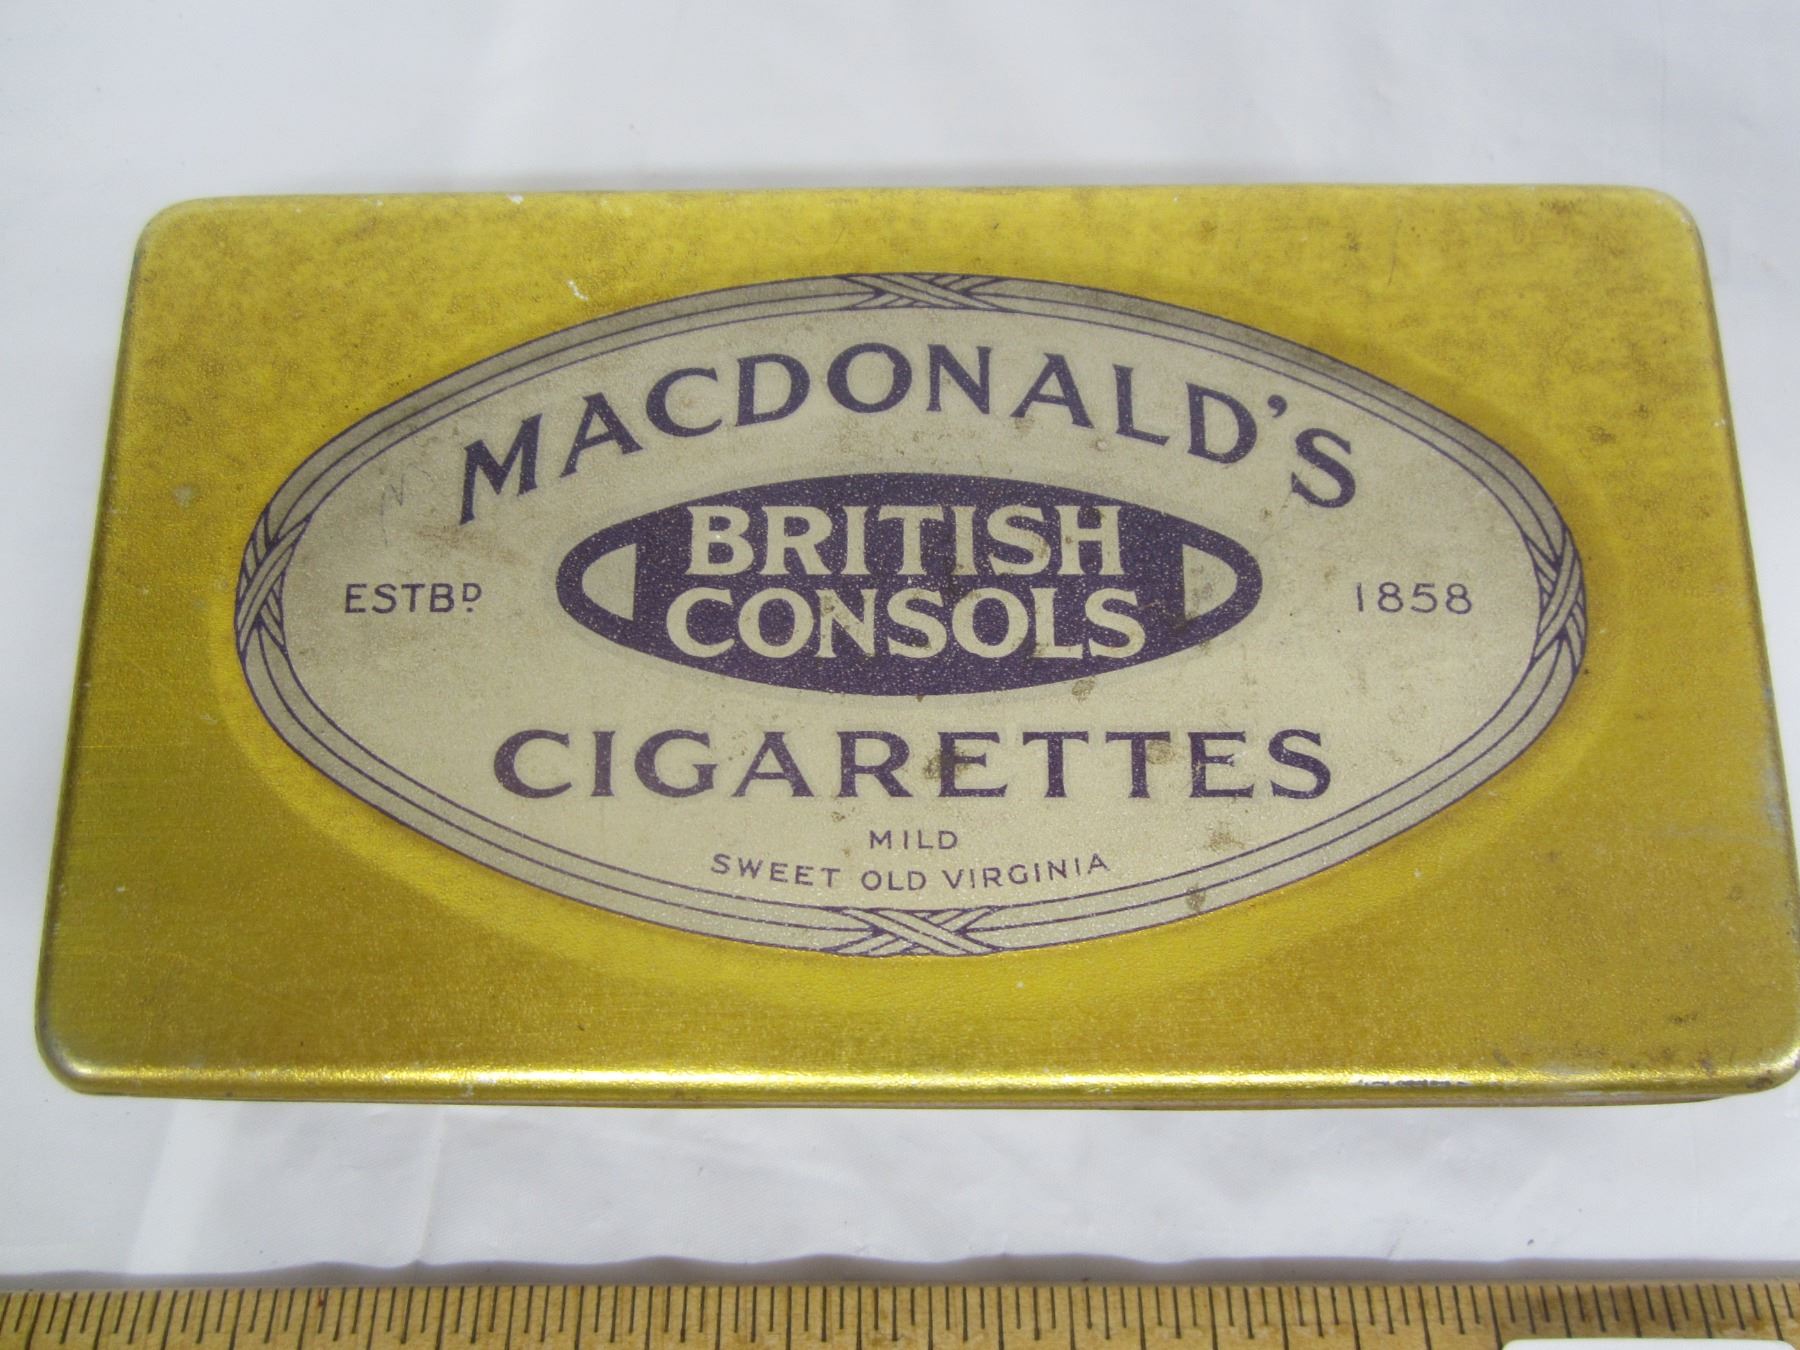 MACDONALD'S
BRITISH
CONSOLS
ESTBD. 1858
CIGARETTES
MILD
SWEET OLD VIRGINIA